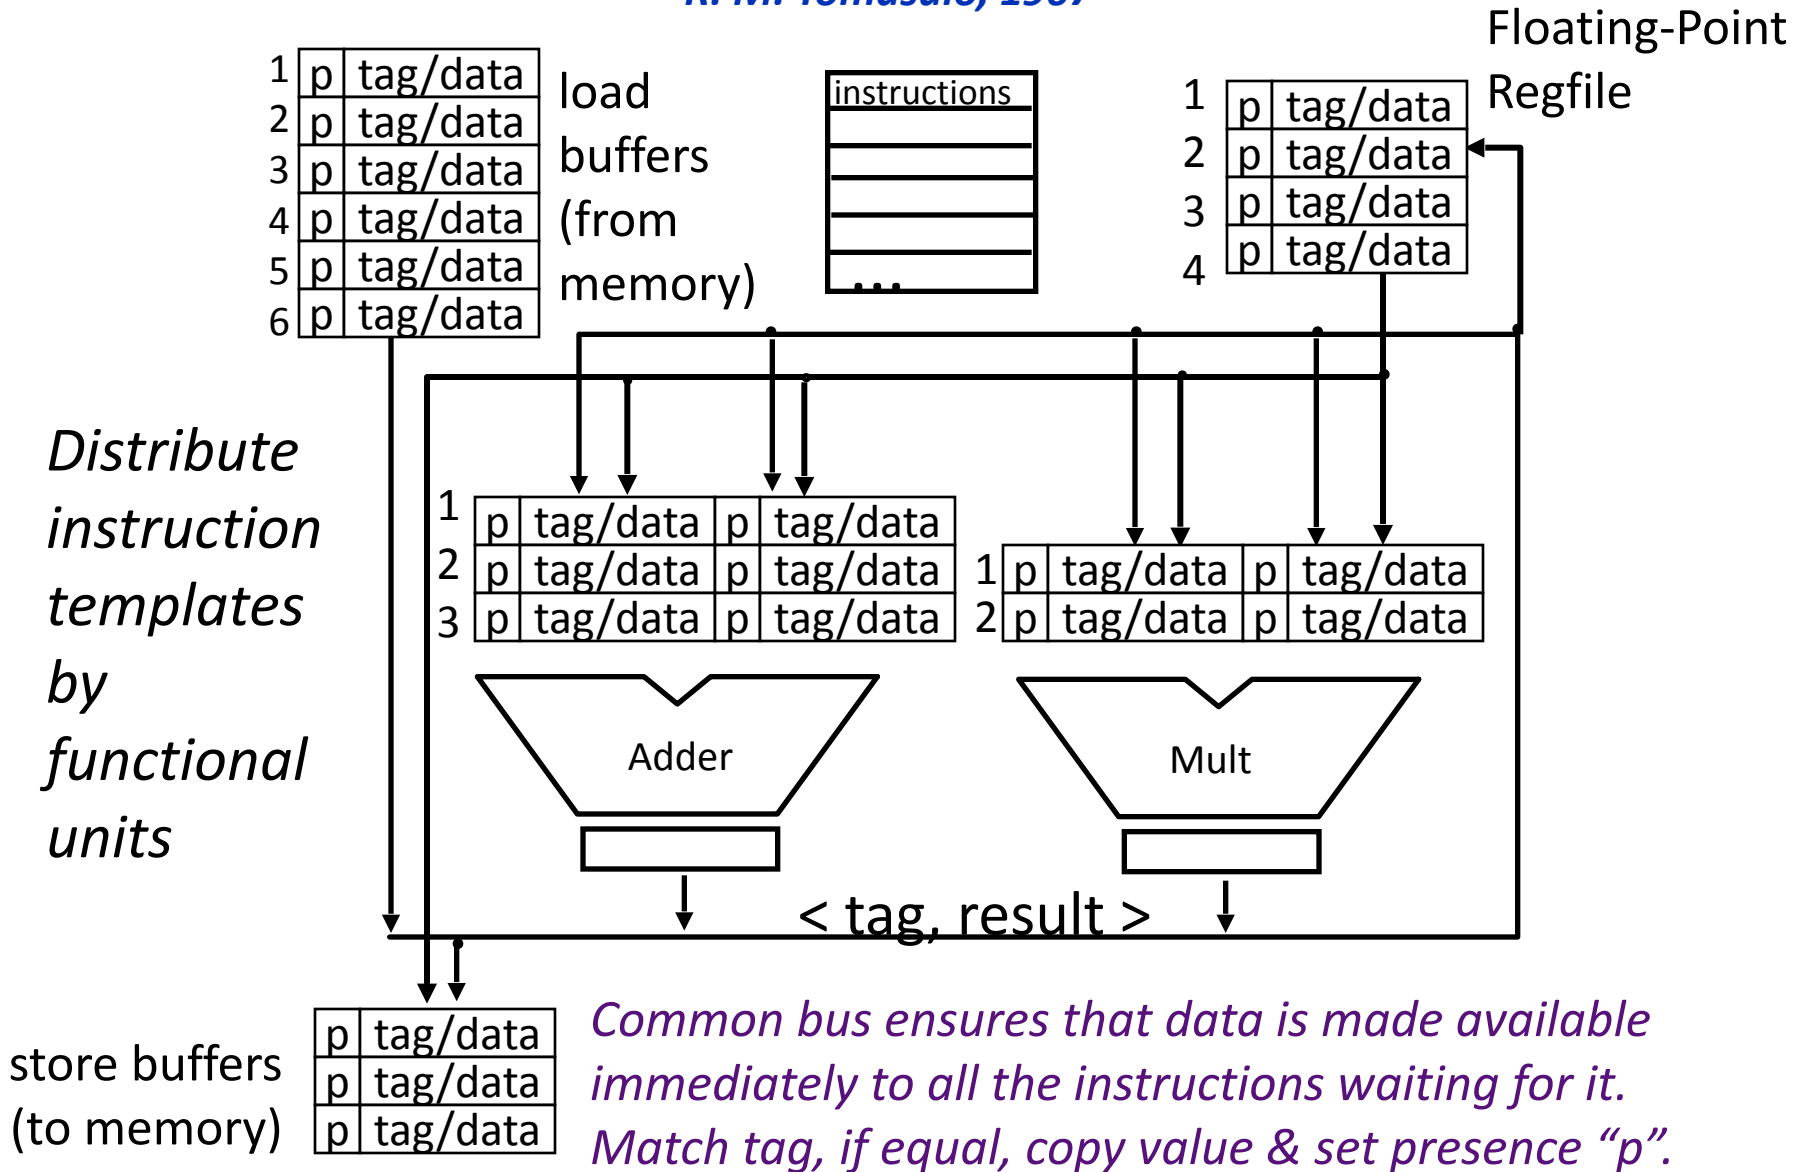 R. M. Tomasulo, 1967
Floating-Point
Regfile
1 p tag/data
2 p tag/data
3 p tag/data
4 p tag/data
5 p tag/data
6 p tag/data
load
buffers
(from
memory)
instructions
...
1 p tag/data
2 p tag/data
3 p tag/data
4 p tag/data
Distribute
instruction
templates
by
functional
units
1 p tag/data p tag/data
2 p tag/data p tag/data
3 p tag/data p tag/data
1 p tag/data p tag/data
2 p tag/data p tag/data
Adder
Mult
< tag, result >
store buffers
(to memory)
p tag/data
p tag/data
p tag/data
Common bus ensures that data is made available
immediately to all the instructions waiting for it.
Match tag, if equal, copy value & set presence “p”.